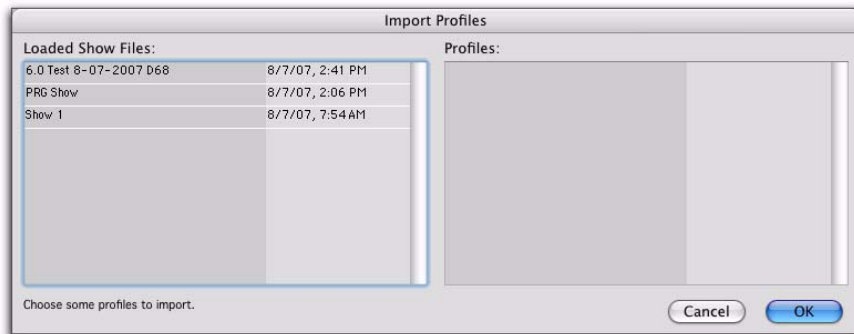 Import Profiles
Loaded Show Files:
Profiles:
6.0 Test 8-07-2007 D68 8/7/07, 2:41 PM
PRG Show 8/7/07, 2:06 PM
Show 1 8/7/07, 7:54 AM
Choose some profiles to import.
Cancel
OK